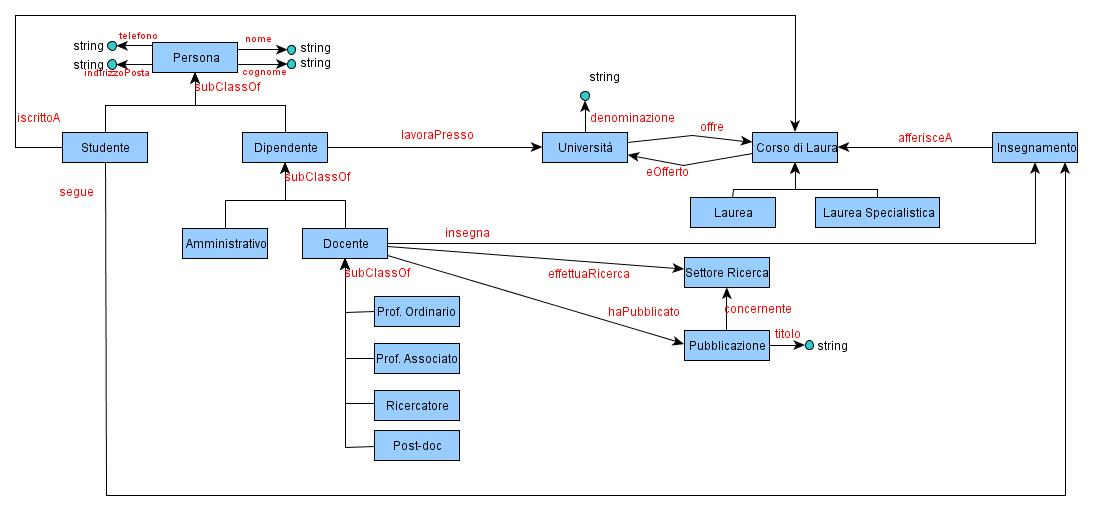 telefono
nome
string
string
Persona
string
string
indirizzoPosta
cognome
string
subClassOf
denominazione
iscrittoA
lavoraPresso
offre
afferisceA
Studente
Dipendente
Università
Corso di Laura
Insegnamento
eOfferto
segue
subClassOf
Laurea
Laurea Specialistica
insegna
Amministrativo
Docente
subClassOf
effettuaRicerca
Settore Ricerca
haPubblicato
concernente
Prof. Ordinario
titolo
Pubblicazione
string
Prof. Associato
Ricercatore
Post-doc